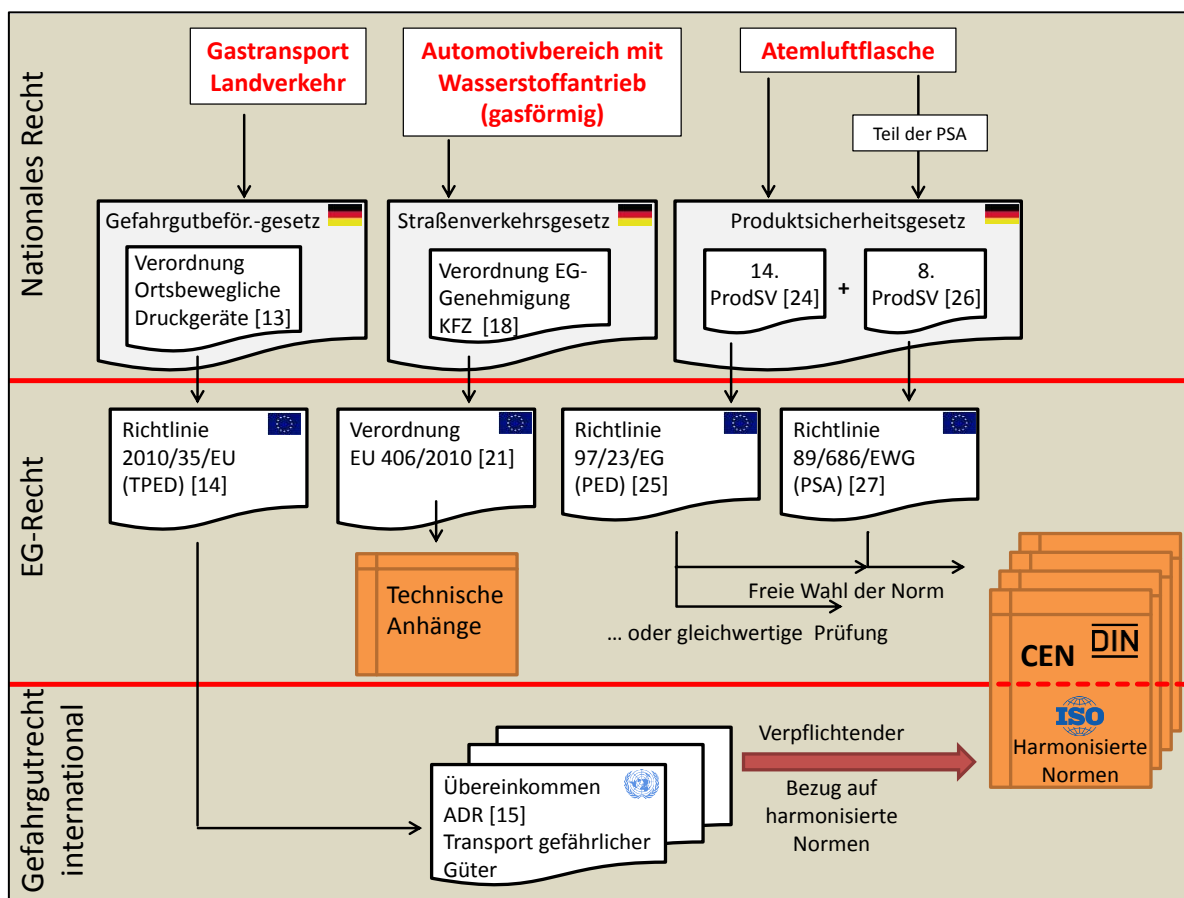 Nationales Recht
Gastransport
Landverkehr
Automotivbereich mit
Wasserstoffantrieb
(gasförmig)
Atemluftflasche
Teil der PSA
Gefahrgutbeför.-gesetz
Verordnung
Ortsbewegliche
Druckgeräte [13]
Straßenverkehrsgesetz
Verordnung EG-
Genehmigung
KFZ [18]
Produktsicherheitsgesetz
14.
ProdSV [24]
+
8.
ProdSV [26]
EG-Recht
Richtlinie
2010/35/EU
(TPED) [14]
Verordnung
EU 406/2010 [21]
Richtlinie
97/23/EG
(PED) [25]
Richtlinie
89/686/EWG
(PSA) [27]
Technische
Anhänge
Freie Wahl der Norm
... oder gleichwertige Prüfung
CEN
DIN
ISO
Harmonisierte
Normen
Gefahrgutrecht
international
Übereinkommen
ADR [15]
Transport gefährlicher
Güter
Verpflichtender
Bezug auf
harmonisierte
Normen